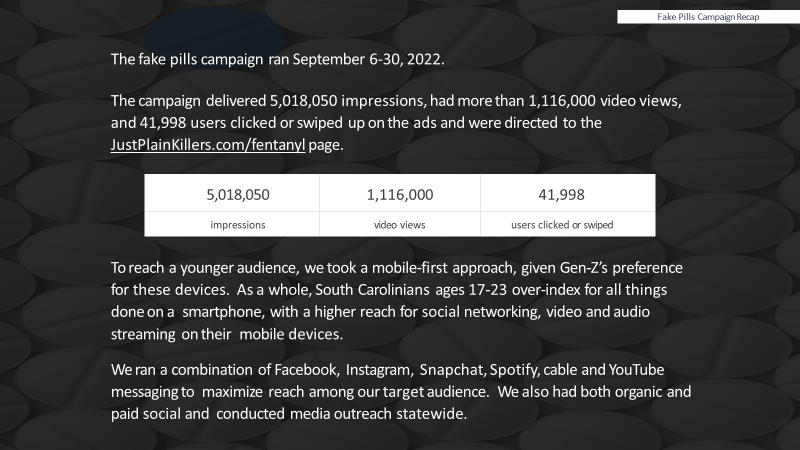 Fake Pills Campaign Recap
The fake pills campaign ran September 6-30, 2022.
The campaign delivered 5,018,050 impressions, had more than 1,116,000 video views,
and 41,998 users clicked or swiped up on the ads and were directed to the
JustPlainKillers.com/fentanyl page.
5,018,050 1,116,000 41,998
impressions video views users clicked or swiped
To reach a younger audience, we took a mobile-first approach, given Gen-Z’s preference
for these devices. As a whole, South Carolinians ages 17-23 over-index for all things
done on a smartphone, with a higher reach for social networking, video and audio
streaming on their mobile devices.
We ran a combination of Facebook, Instagram, Snapchat, Spotify, cable and YouTube
messaging to maximize reach among our target audience. We also had both organic and
paid social and conducted media outreach statewide.